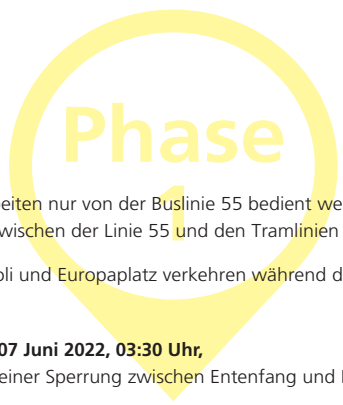 Phase
1
eiten nur von der Buslinie 55 bedient we
wischen der Linie 55 und den Tramlinien
oli und Europaplatz verkehren während d
07 Juni 2022, 03:30 Uhr,
einer Sperrung zwischen Entenfang und